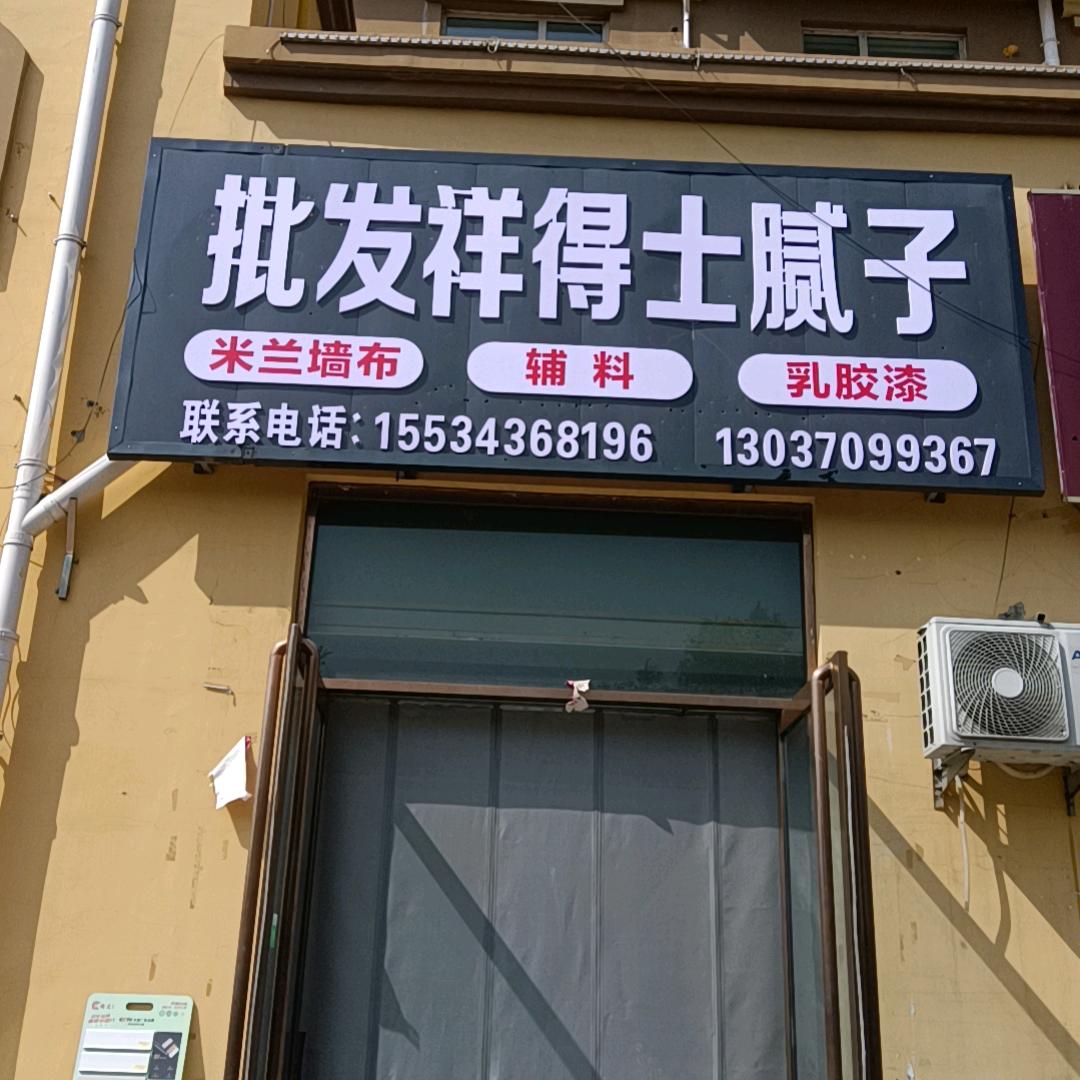 批发祥得士腻子
米兰墙布 辅料 乳胶漆
联系电话：15534368196 13037099367